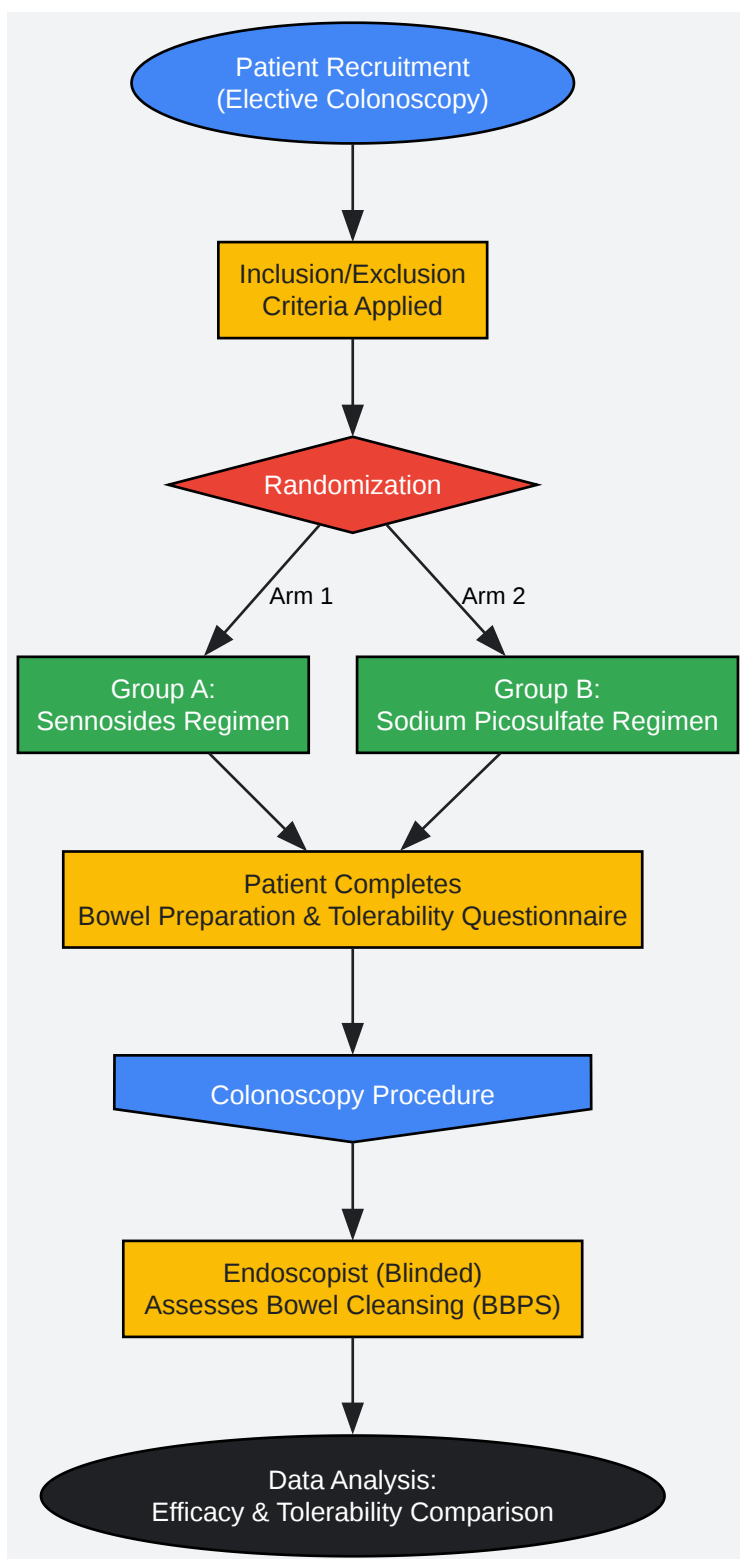 Patient Recruitment
(Elective Colonoscopy)
Inclusion/Exclusion
Criteria Applied
Randomization
Arm 1
Arm 2
Group A:
Sennosides Regimen
Group B:
Sodium Picosulfate Regimen
Patient Completes
Bowel Preparation & Tolerability Questionnaire
Colonoscopy Procedure
Endoscopist (Blinded)
Assesses Bowel Cleansing (BBPS)
Data Analysis:
Efficacy & Tolerability Comparison